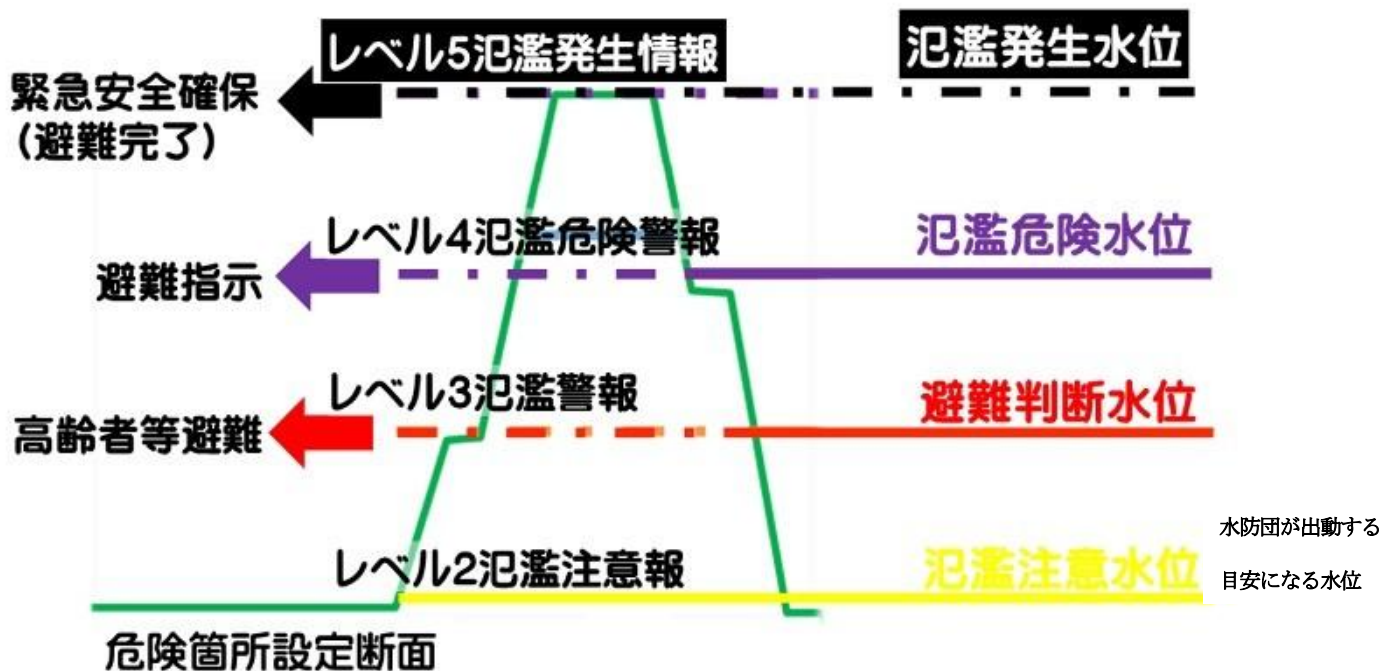 レベル5氾濫発生情報
氾濫発生水位
緊急安全確保
(避難完了)
レベル4氾濫危険警報
氾濫危険水位
避難指示
レベル3氾濫警報
避難判断水位
高齢者等避難
水防団が出動する
レベル2氾濫注意報
氾濫注意水位
目安になる水位
危険箇所設定断面